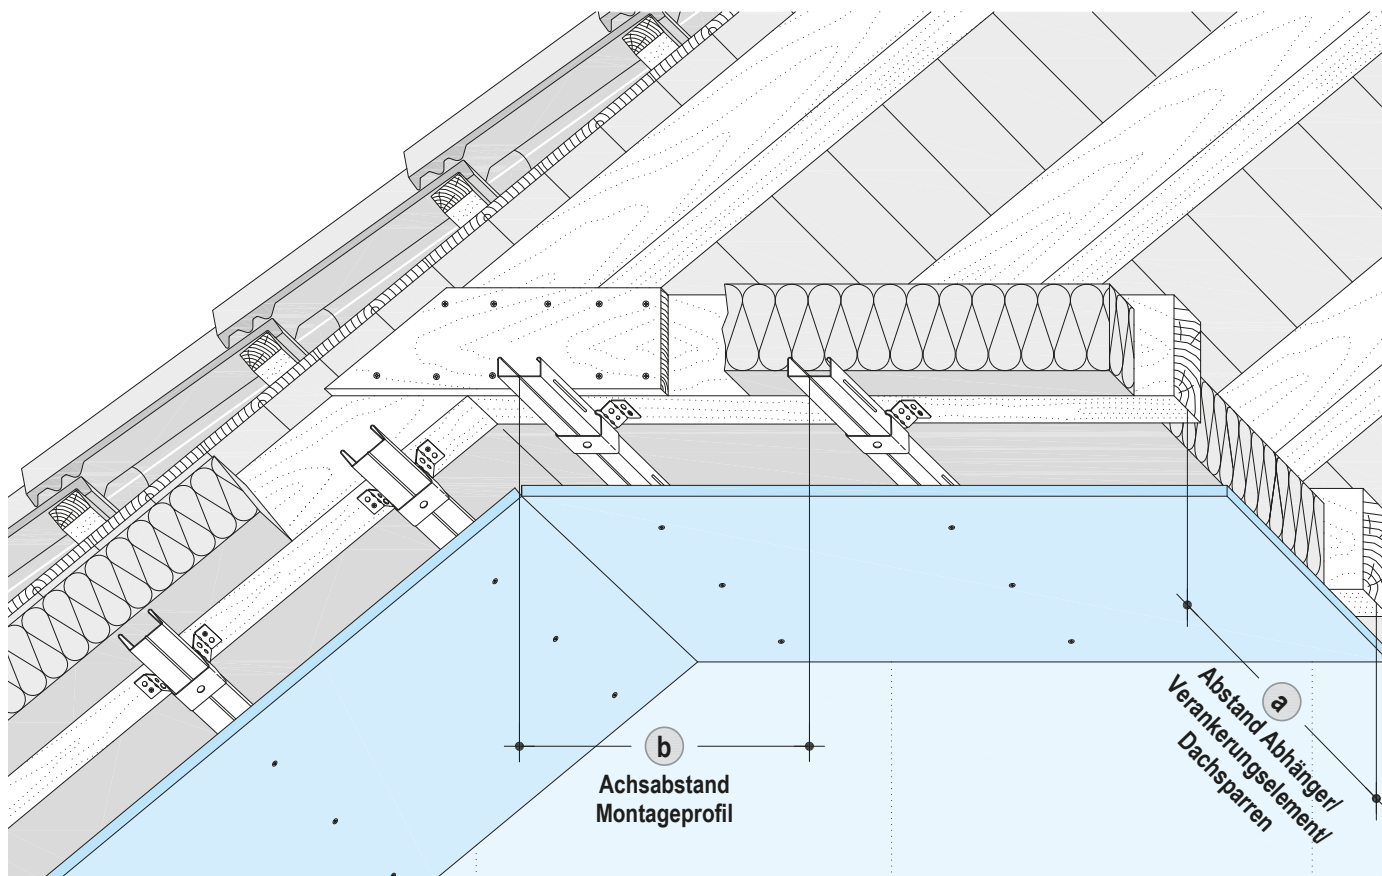 b
Achsabstand
Montageprofil
a
Abstand Abhänger/
Verankerungselement/
Dachsparren